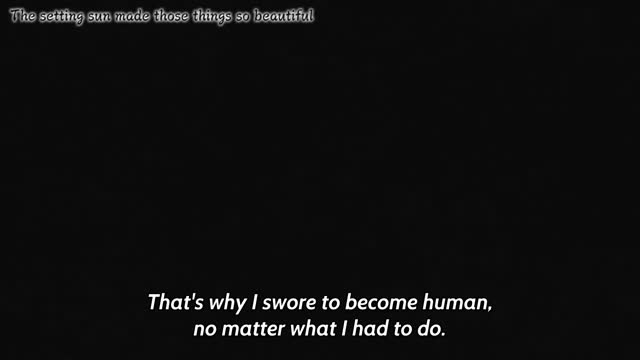 The setting sun made those things so beautiful
That's why I swore to become human,
no matter what I had to do.